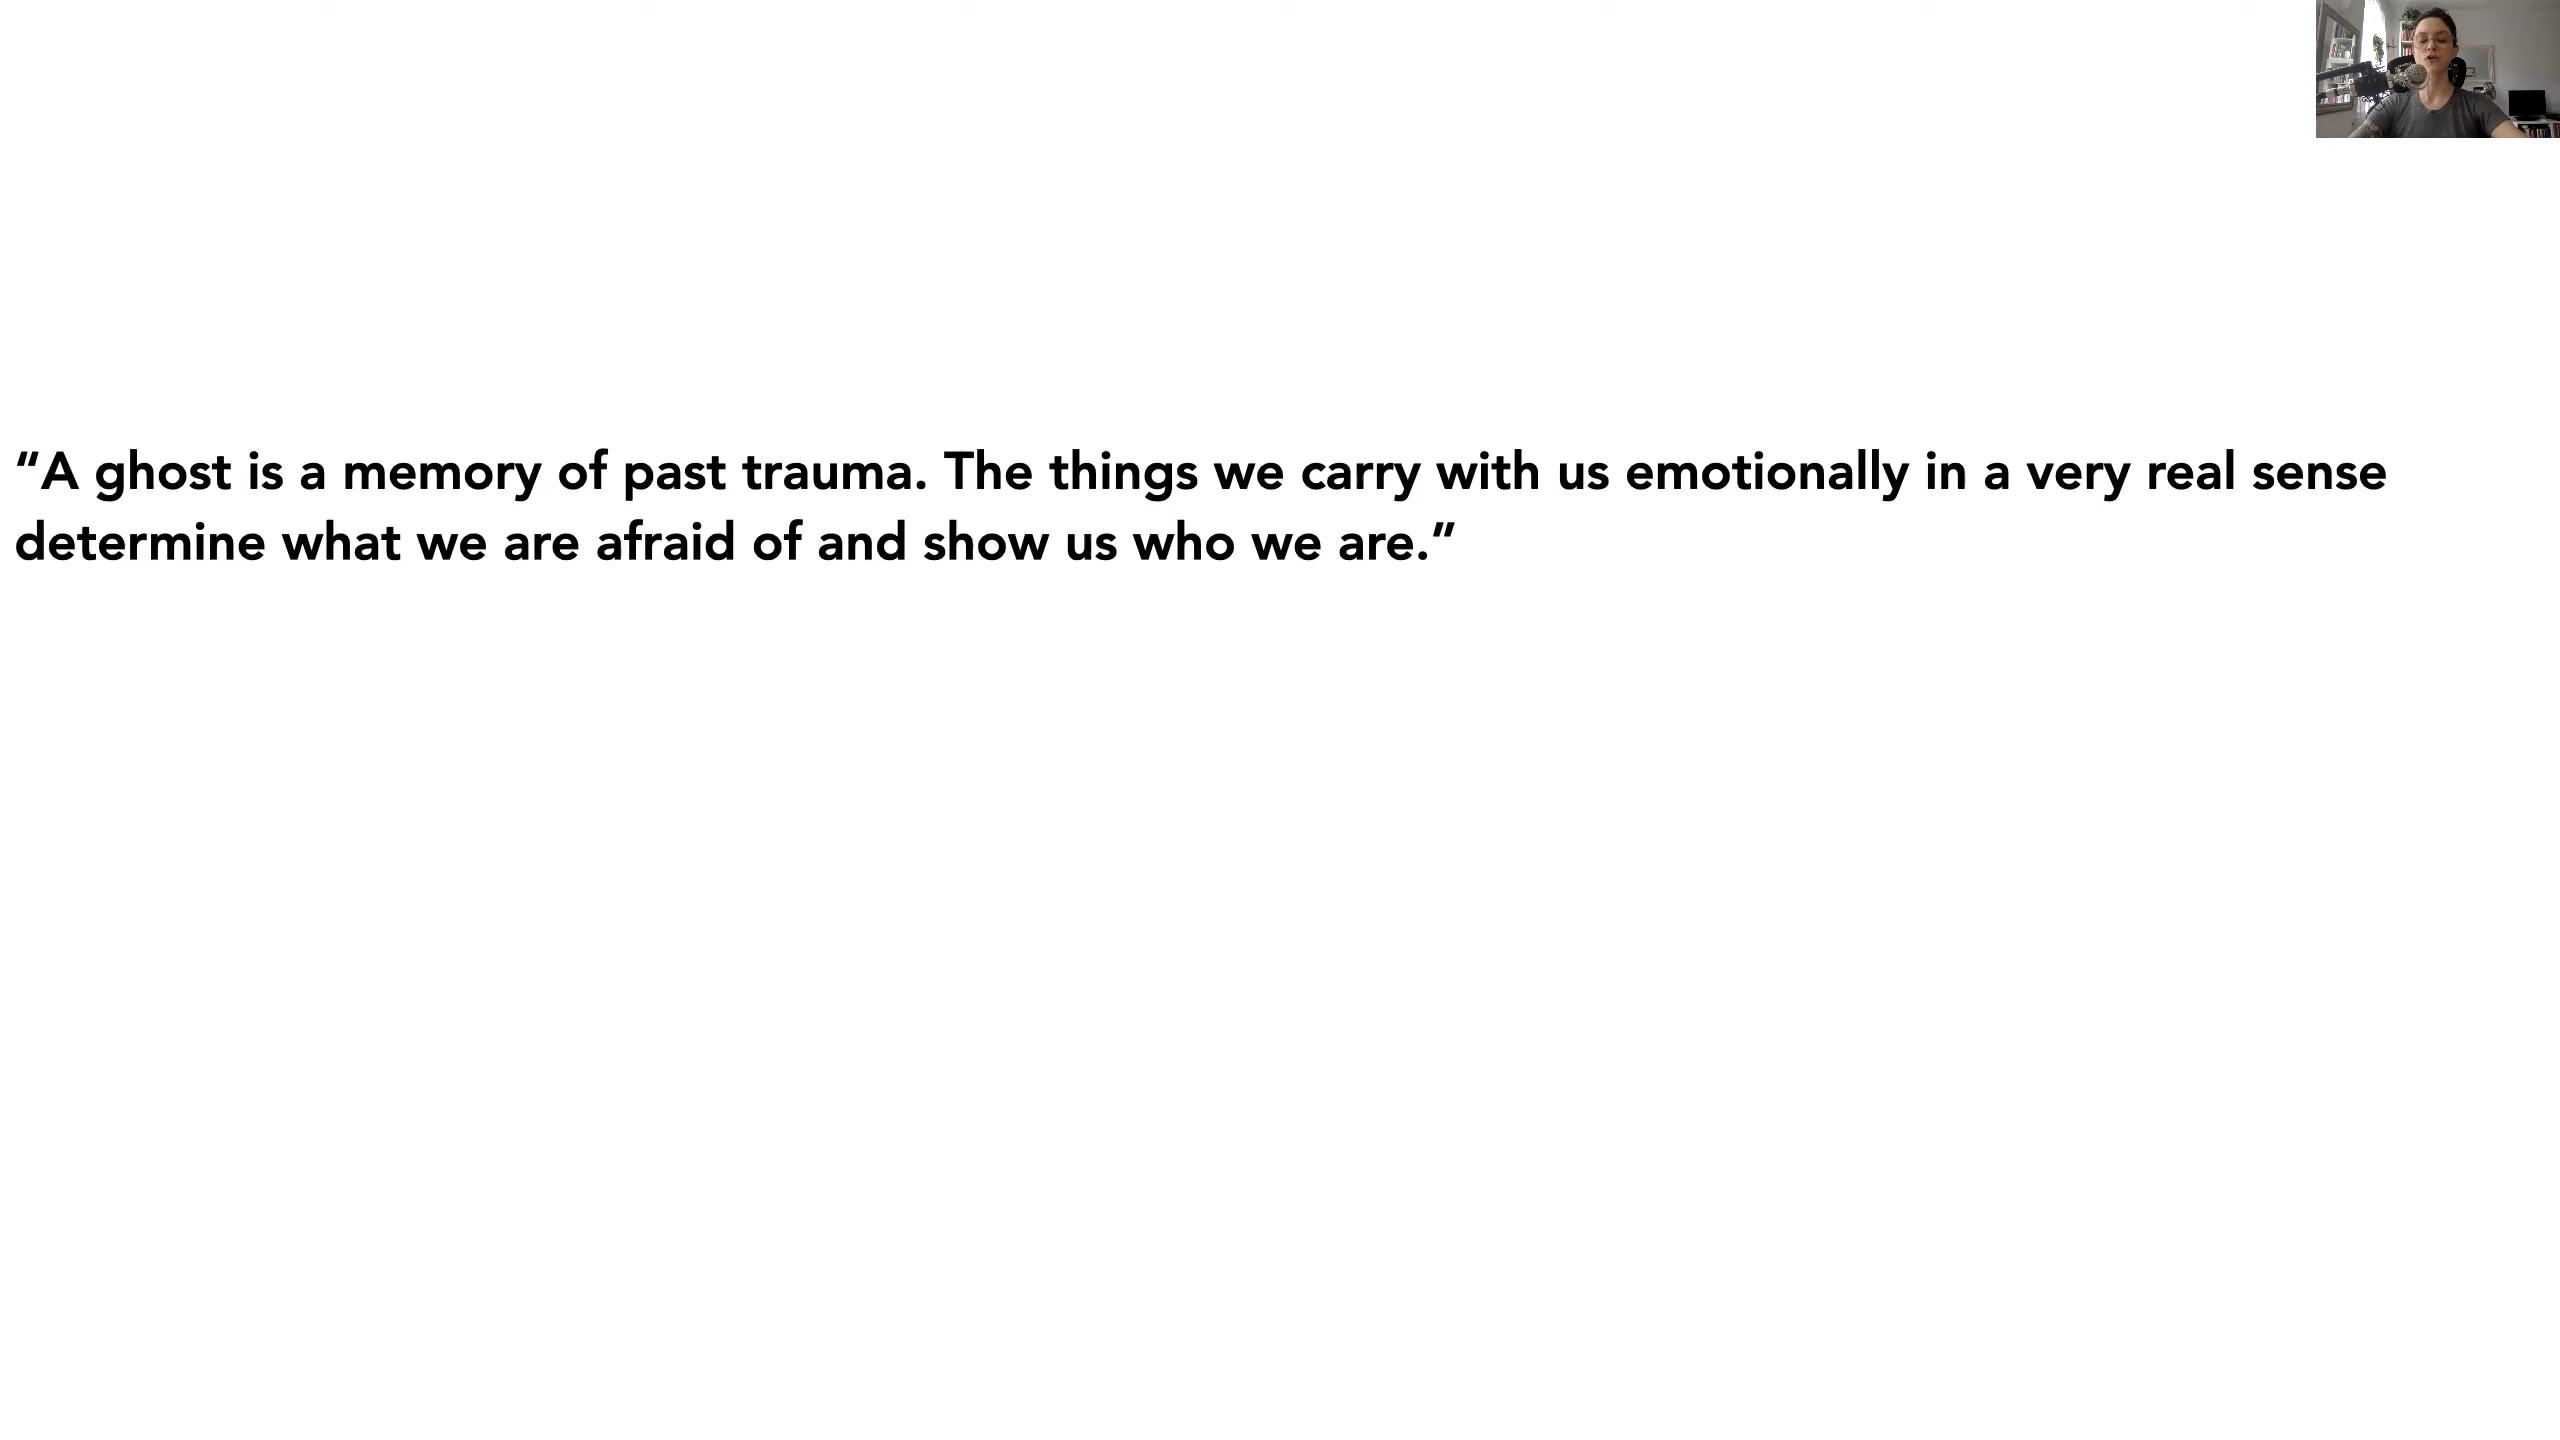 “A ghost is a memory of past trauma. The things we carry with us emotionally in a very real sense
determine what we are afraid of and show us who we are.”